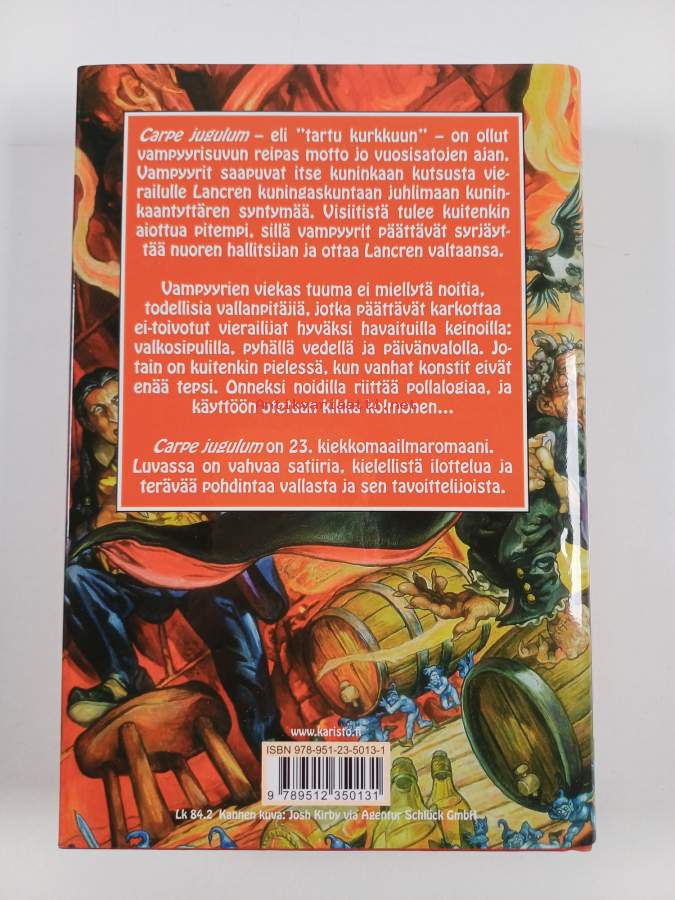 Carpe jugulum – eli ”tartu kurkkuun” – on ollut
vampyyrisuvun reipas motto jo vuosisatojen ajan.
Vampyyrit saapuvat itse kuninkaan kutsusta vie-
railulle Lancren kuningaskuntaan juhlimaan kunin-
kaantyttären syntymää. Visiitistä tulee kuitenkin
aiottua pitempi, sillä vampyyrit päättävät syrjäyt-
tää nuoren hallitsijan ja ottaa Lancren valtaansa.
Vampyyrien viekas tuuma ei miellytä noitia,
todellisia vallanpitäjiä, jotka päättävät karkottaa
ei-toivotut vierailijat hyväksi havaituilla keinoilla:
valkosipulilla, pyhällä vedellä ja päivänvalolla. Jo-
tain on kuitenkin pielessä, kun vanhat konstit eivät
enää tepsi. Onneksi noidilla riittää pollalogiaa, ja
käyttöön otetaan kikka kolmonen...
Carpe jugulum on 23. kiekkomaailmaromaani.
Luvassa on vahvaa satiiria, kielellistä ilottelua ja
terävää pohdintaa vallasta ja sen tavoittelijoista.
www.karisto.fi
ISBN 978-951-23-5013-1
9 789512 350131
Lk 84.2 Kannen kuva: Josh Kirby via Agentur Schlück GmbH